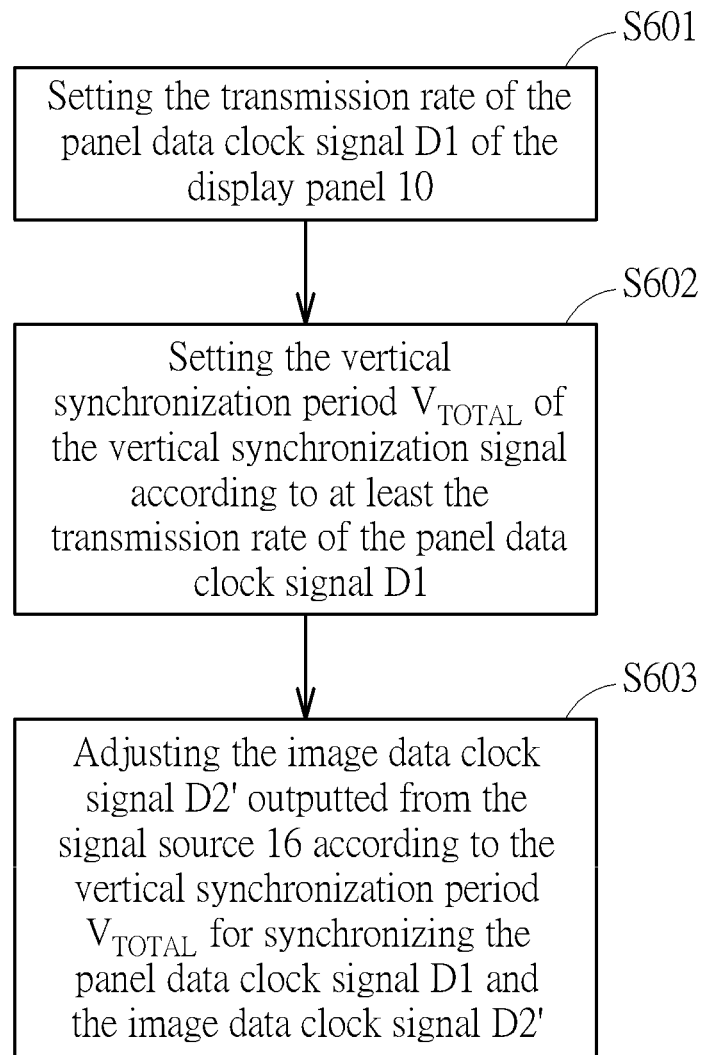 S601
Setting the transmission rate of the
panel data clock signal D1 of the
display panel 10
S602
Setting the vertical
synchronization period V_TOTAL of
the vertical synchronization signal
according to at least the
transmission rate of the panel data
clock signal D1
S603
Adjusting the image data clock
signal D2' outputted from the
signal source 16 according to the
vertical synchronization period
V_TOTAL for synchronizing the
panel data clock signal D1 and
the image data clock signal D2'